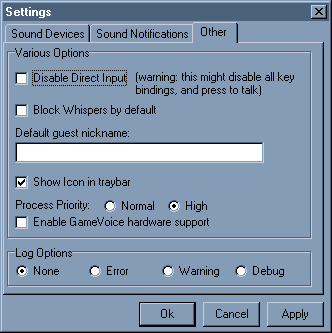 Settings
Sound Devices Sound Notifications Other
Various Options
Disable Direct Input (warning: this might disable all key
bindings, and press to talk)
Block Whispers by default
Default guest nickname:
Show Icon in traybar
Process Priority: Normal High
Enable GameVoice hardware support
Log Options
None Error Warning Debug
Ok Cancel Apply